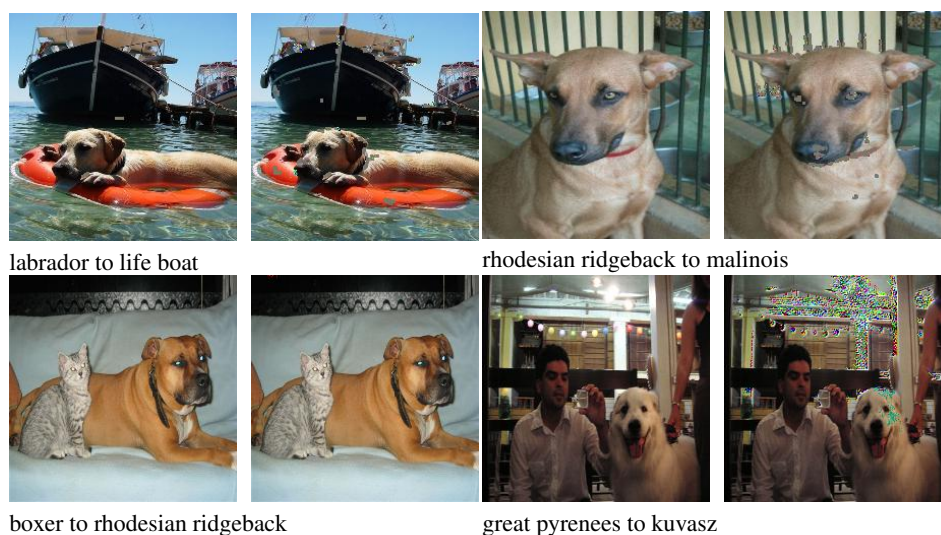 labrador to life boat
rhodesian ridgeback to malinois
boxer to rhodesian ridgeback
great pyrenees to kuvasz